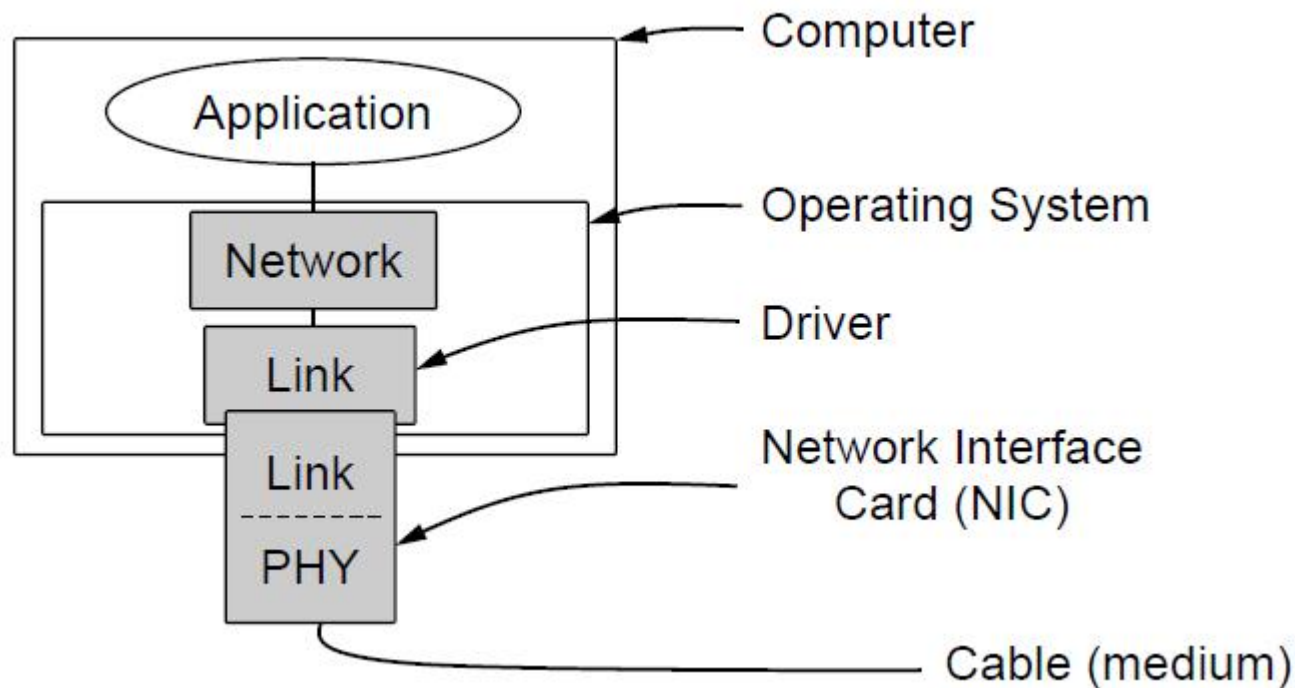 Computer
Application
Operating System
Network
Driver
Link
Network Interface
Card (NIC)
Link
PHY
Cable (medium)